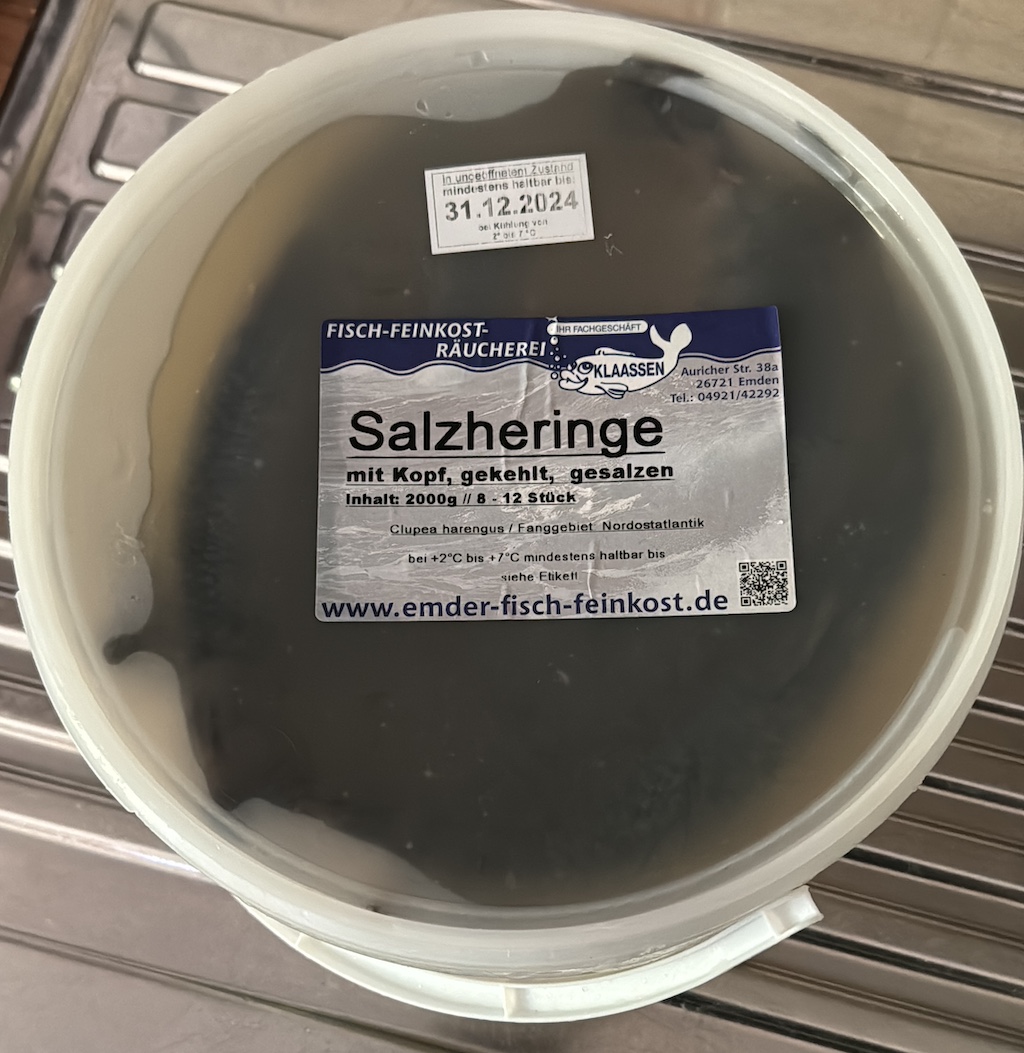 In ungeöffnetem Zustand
mindestens haltbar bis:
31.12.2024
bei Kühlung von
2° bis 7°C
FISCH-FEINKOST-
RÄUCHEREI
IHR FACHGESCHÄFT
KLAASSEN
Auricher Str. 38a
26721 Emden
Tel.: 04921/42292
Salzheringe
mit Kopf, gekehlt, gesalzen
Inhalt: 2000g // 8 - 12 Stück
Clupea harengus / Fanggebiet Nordostatlantik
bei +2°C bis +7°C mindestens haltbar bis
siehe Etikett
www.emder-fisch-feinkost.de